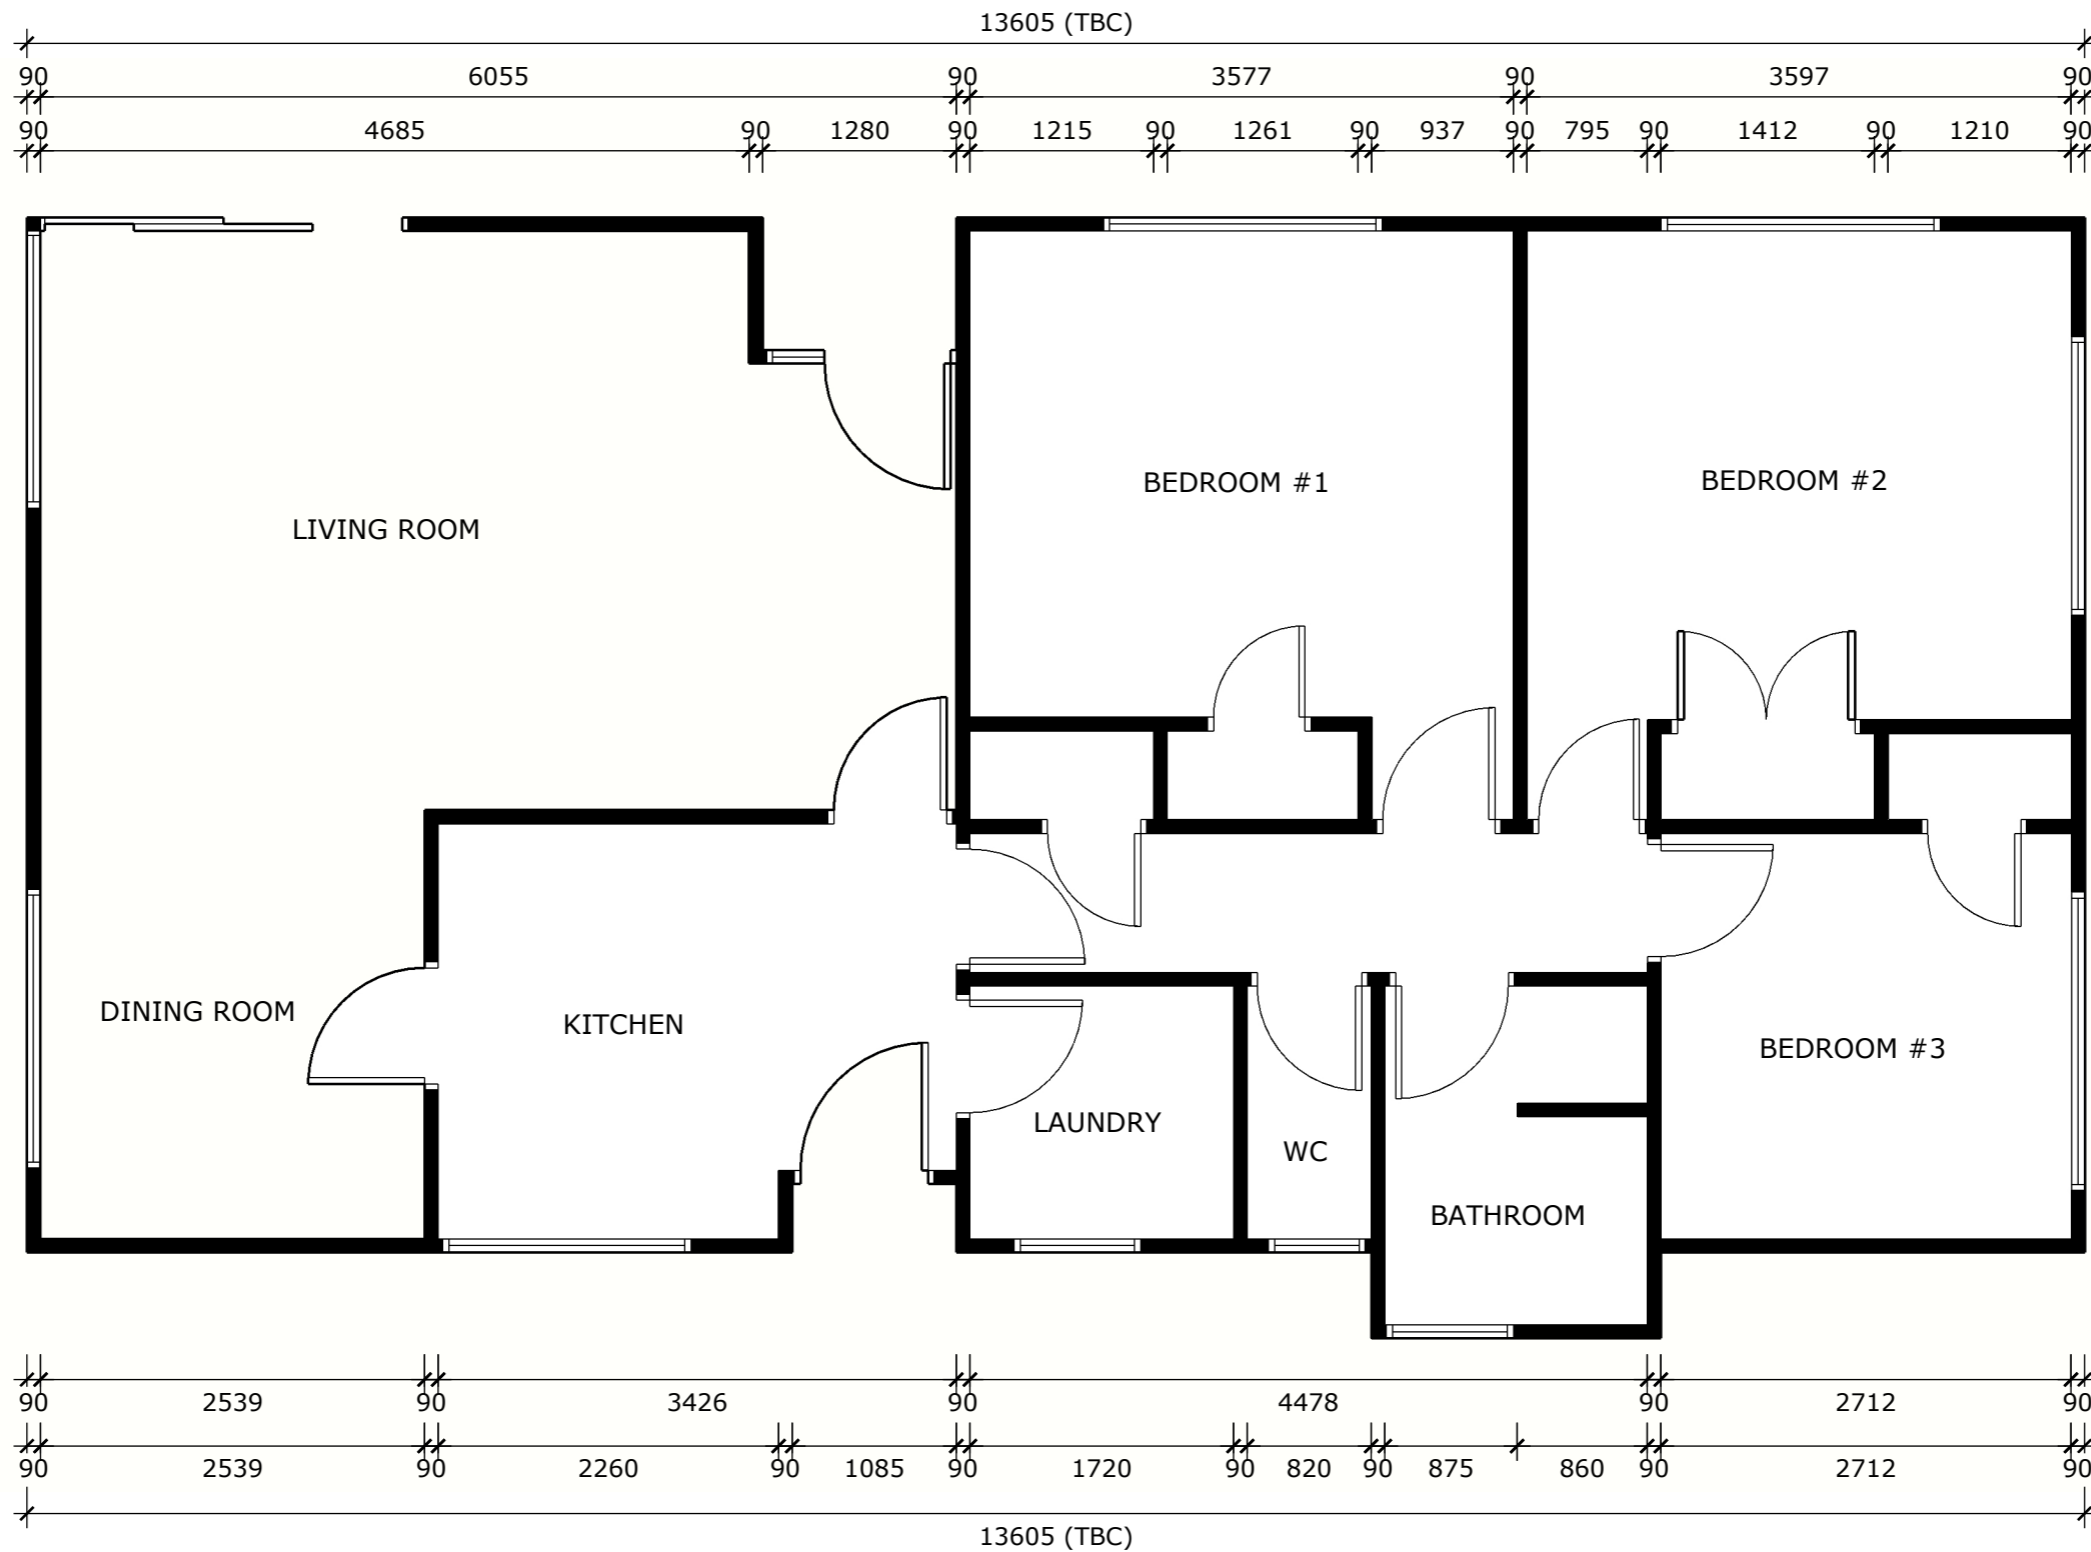 13605 (TBC)
90 6055 90 3577 90 3597 90
90 4685 90 1280 90 1215 90 1261 90 937 90 795 90 1412 90 1210 90
BEDROOM #1
BEDROOM #2
LIVING ROOM
DINING ROOM
KITCHEN
BEDROOM #3
LAUNDRY
WC
BATHROOM
90 2539 90 3426 90 4478 90 2712 90
90 2539 90 2260 90 1085 90 1720 90 820 90 875 860 90 2712 90
13605 (TBC)